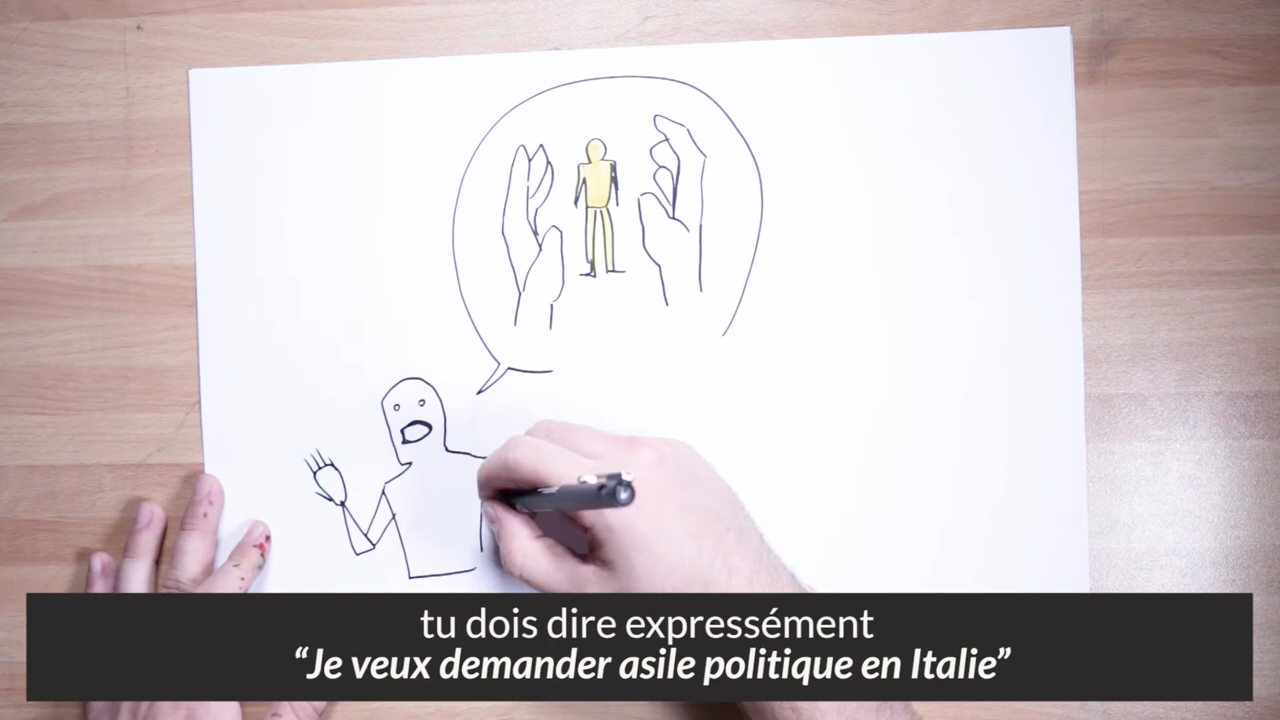 tu dois dire expressément
“Je veux demander asile politique en Italie”